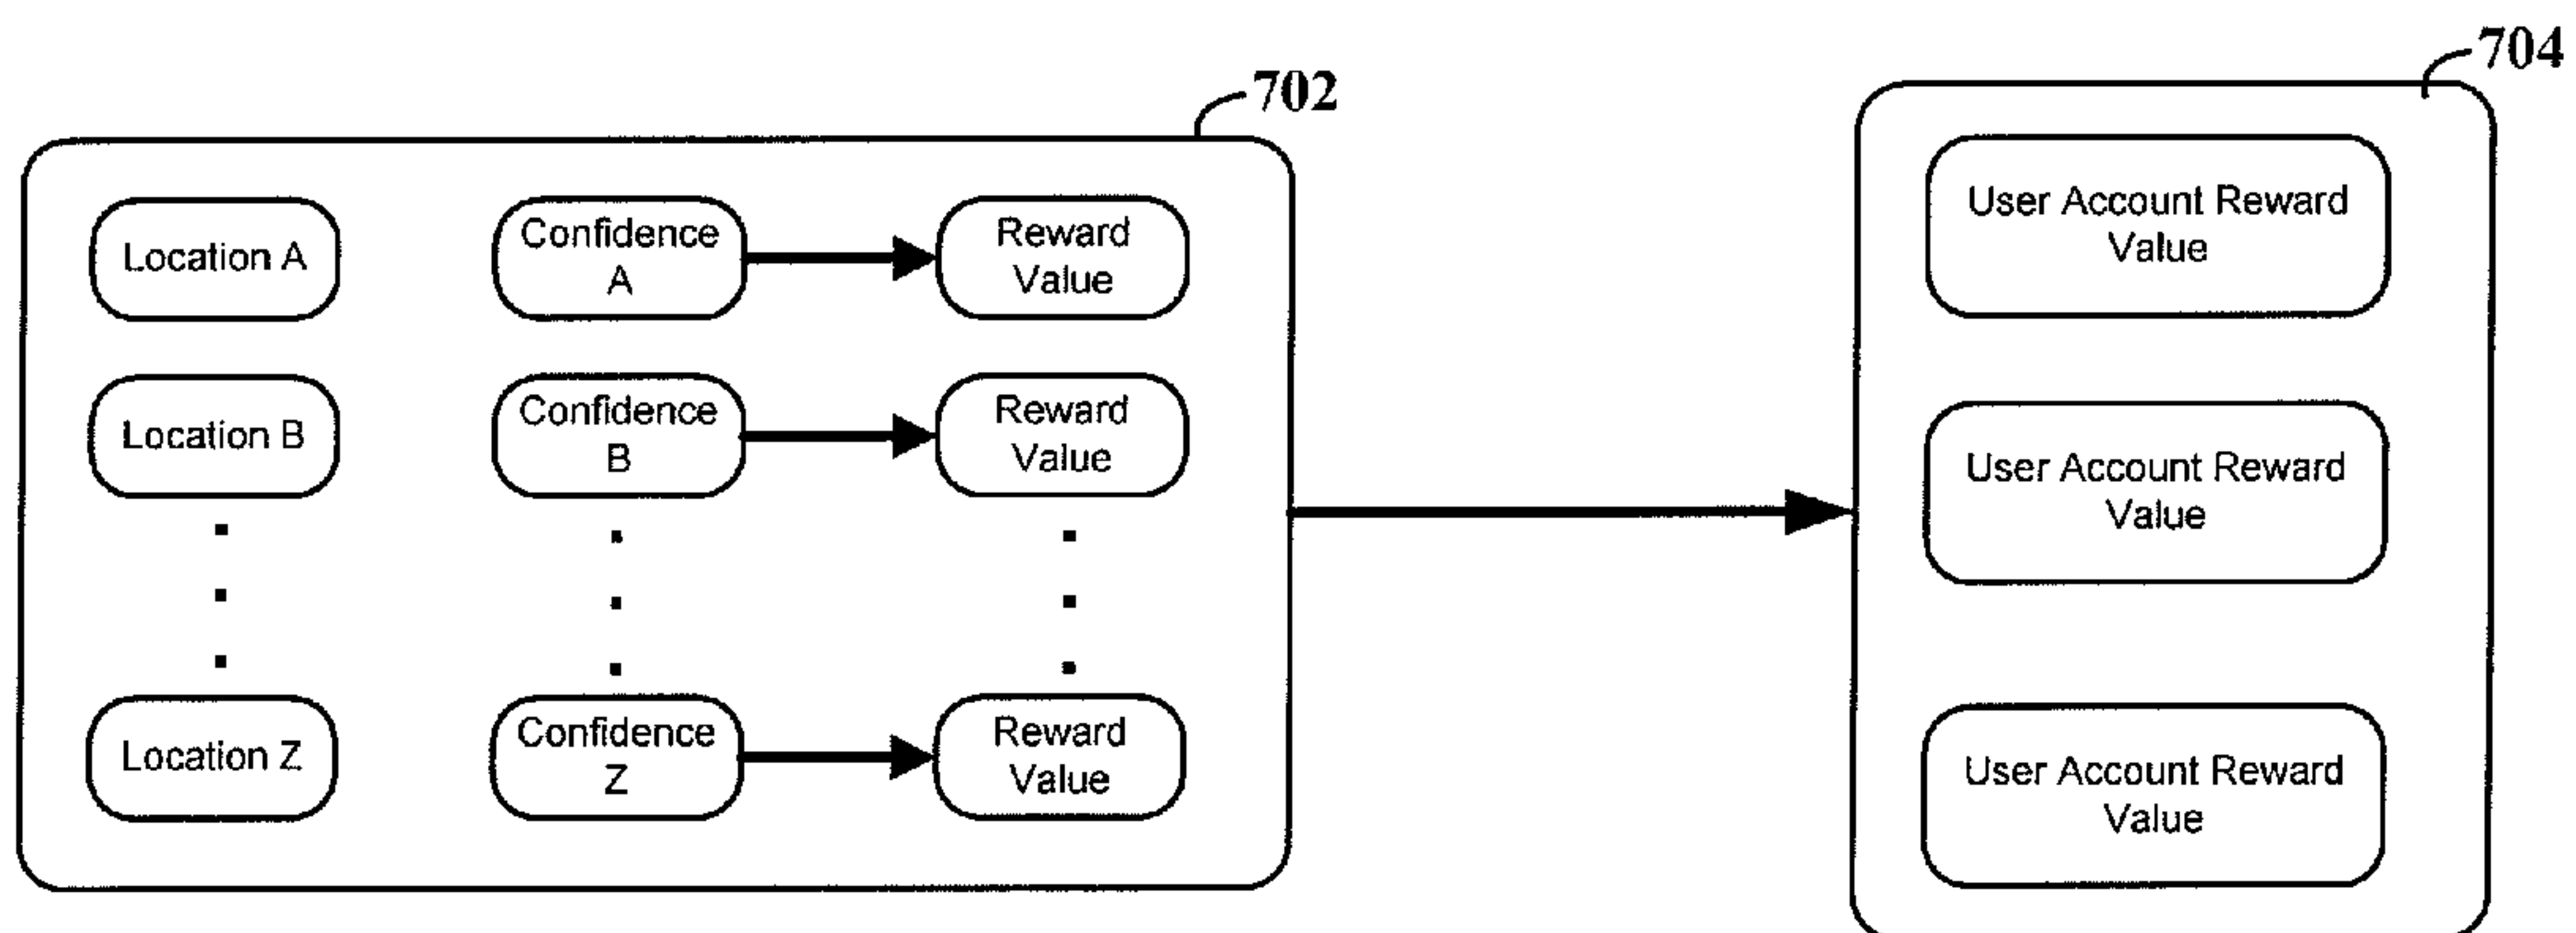 704
702
Location A
Confidence
A
Reward
Value
Location B
Confidence
B
Reward
Value
Location Z
Confidence
Z
Reward
Value
User Account Reward
Value
User Account Reward
Value
User Account Reward
Value